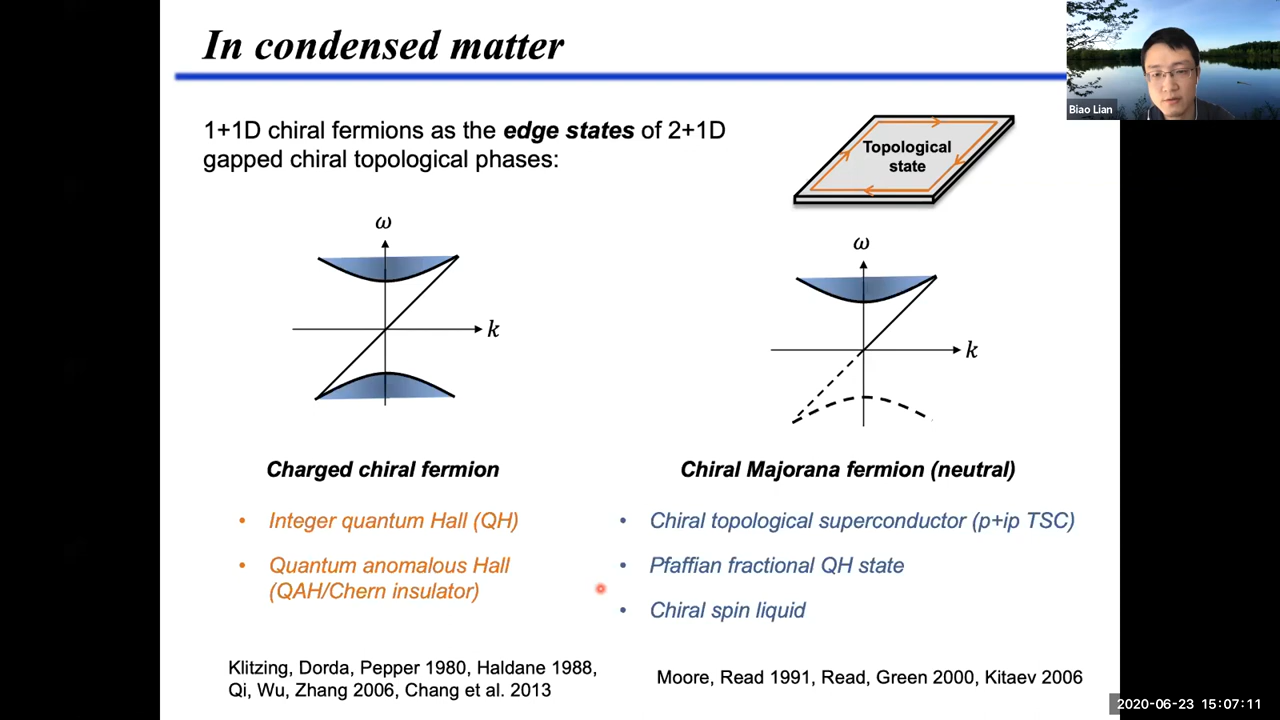 In condensed matter
Biao Lian
1+1D chiral fermions as the edge states of 2+1D
gapped chiral topological phases:
Topological
state
ω
k
ω
k
Charged chiral fermion
• Integer quantum Hall (QH)
• Quantum anomalous Hall
(QAH/Chern insulator)
Chiral Majorana fermion (neutral)
• Chiral topological superconductor (p+ip TSC)
• Pfaffian fractional QH state
• Chiral spin liquid
Klitzing, Dorda, Pepper 1980, Haldane 1988,
Qi, Wu, Zhang 2006, Chang et al. 2013
Moore, Read 1991, Read, Green 2000, Kitaev 2006
2020-06-23 15:07:11